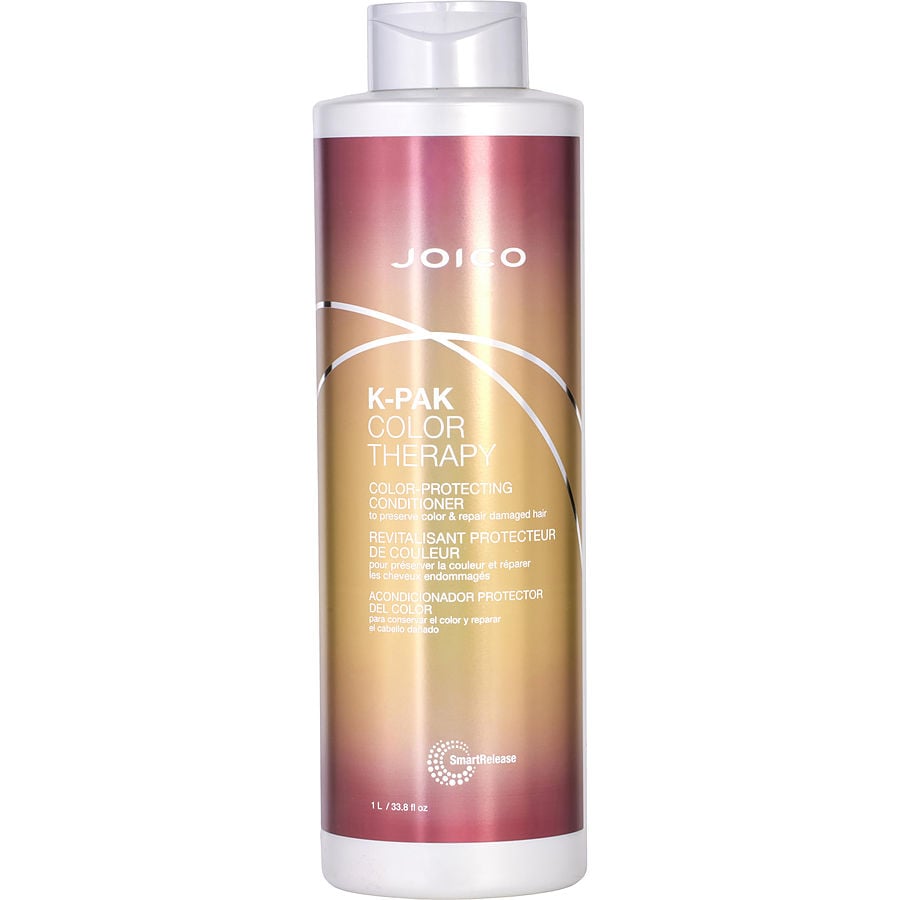 JOICO
K-PAK
COLOR
THERAPY
COLOR-PROTECTING
CONDITIONER
to preserve color & repair damaged hair
REVITALISANT PROTECTEUR
DE COULEUR
pour préserver la couleur et réparer
les cheveux endommagés
ACONDICIONADOR PROTECTOR
DEL COLOR
para conservar el color y reparar
el cabello dañado
SmartRelease
1 L / 33.8 fl oz